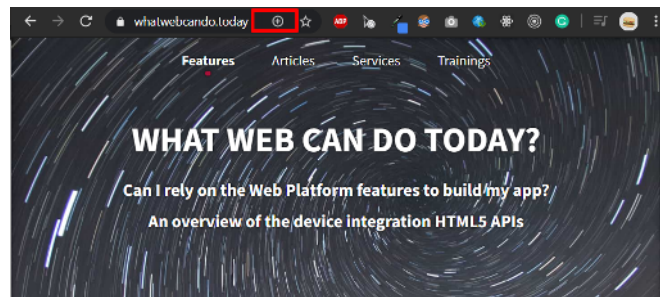 whatwebcando.today
ABP
Features Articles Services Trainings
WHAT WEB CAN DO TODAY?
Can I rely on the Web Platform features to build my app?
An overview of the device integration HTML5 APIs